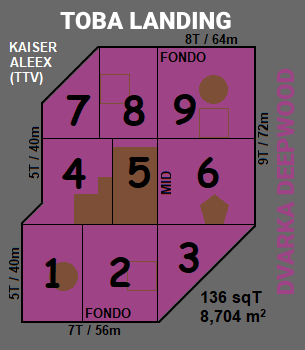 TOBA LANDING
KAISER
ALEEX
(TTV)
8T / 64m
FONDO
7
8
9
5T / 40m
9T / 72m
DVARKA DEEPWOOD
4
5
MID
6
5T / 40m
1
2
3
FONDO
7T / 56m
136 sqT
8,704 m²